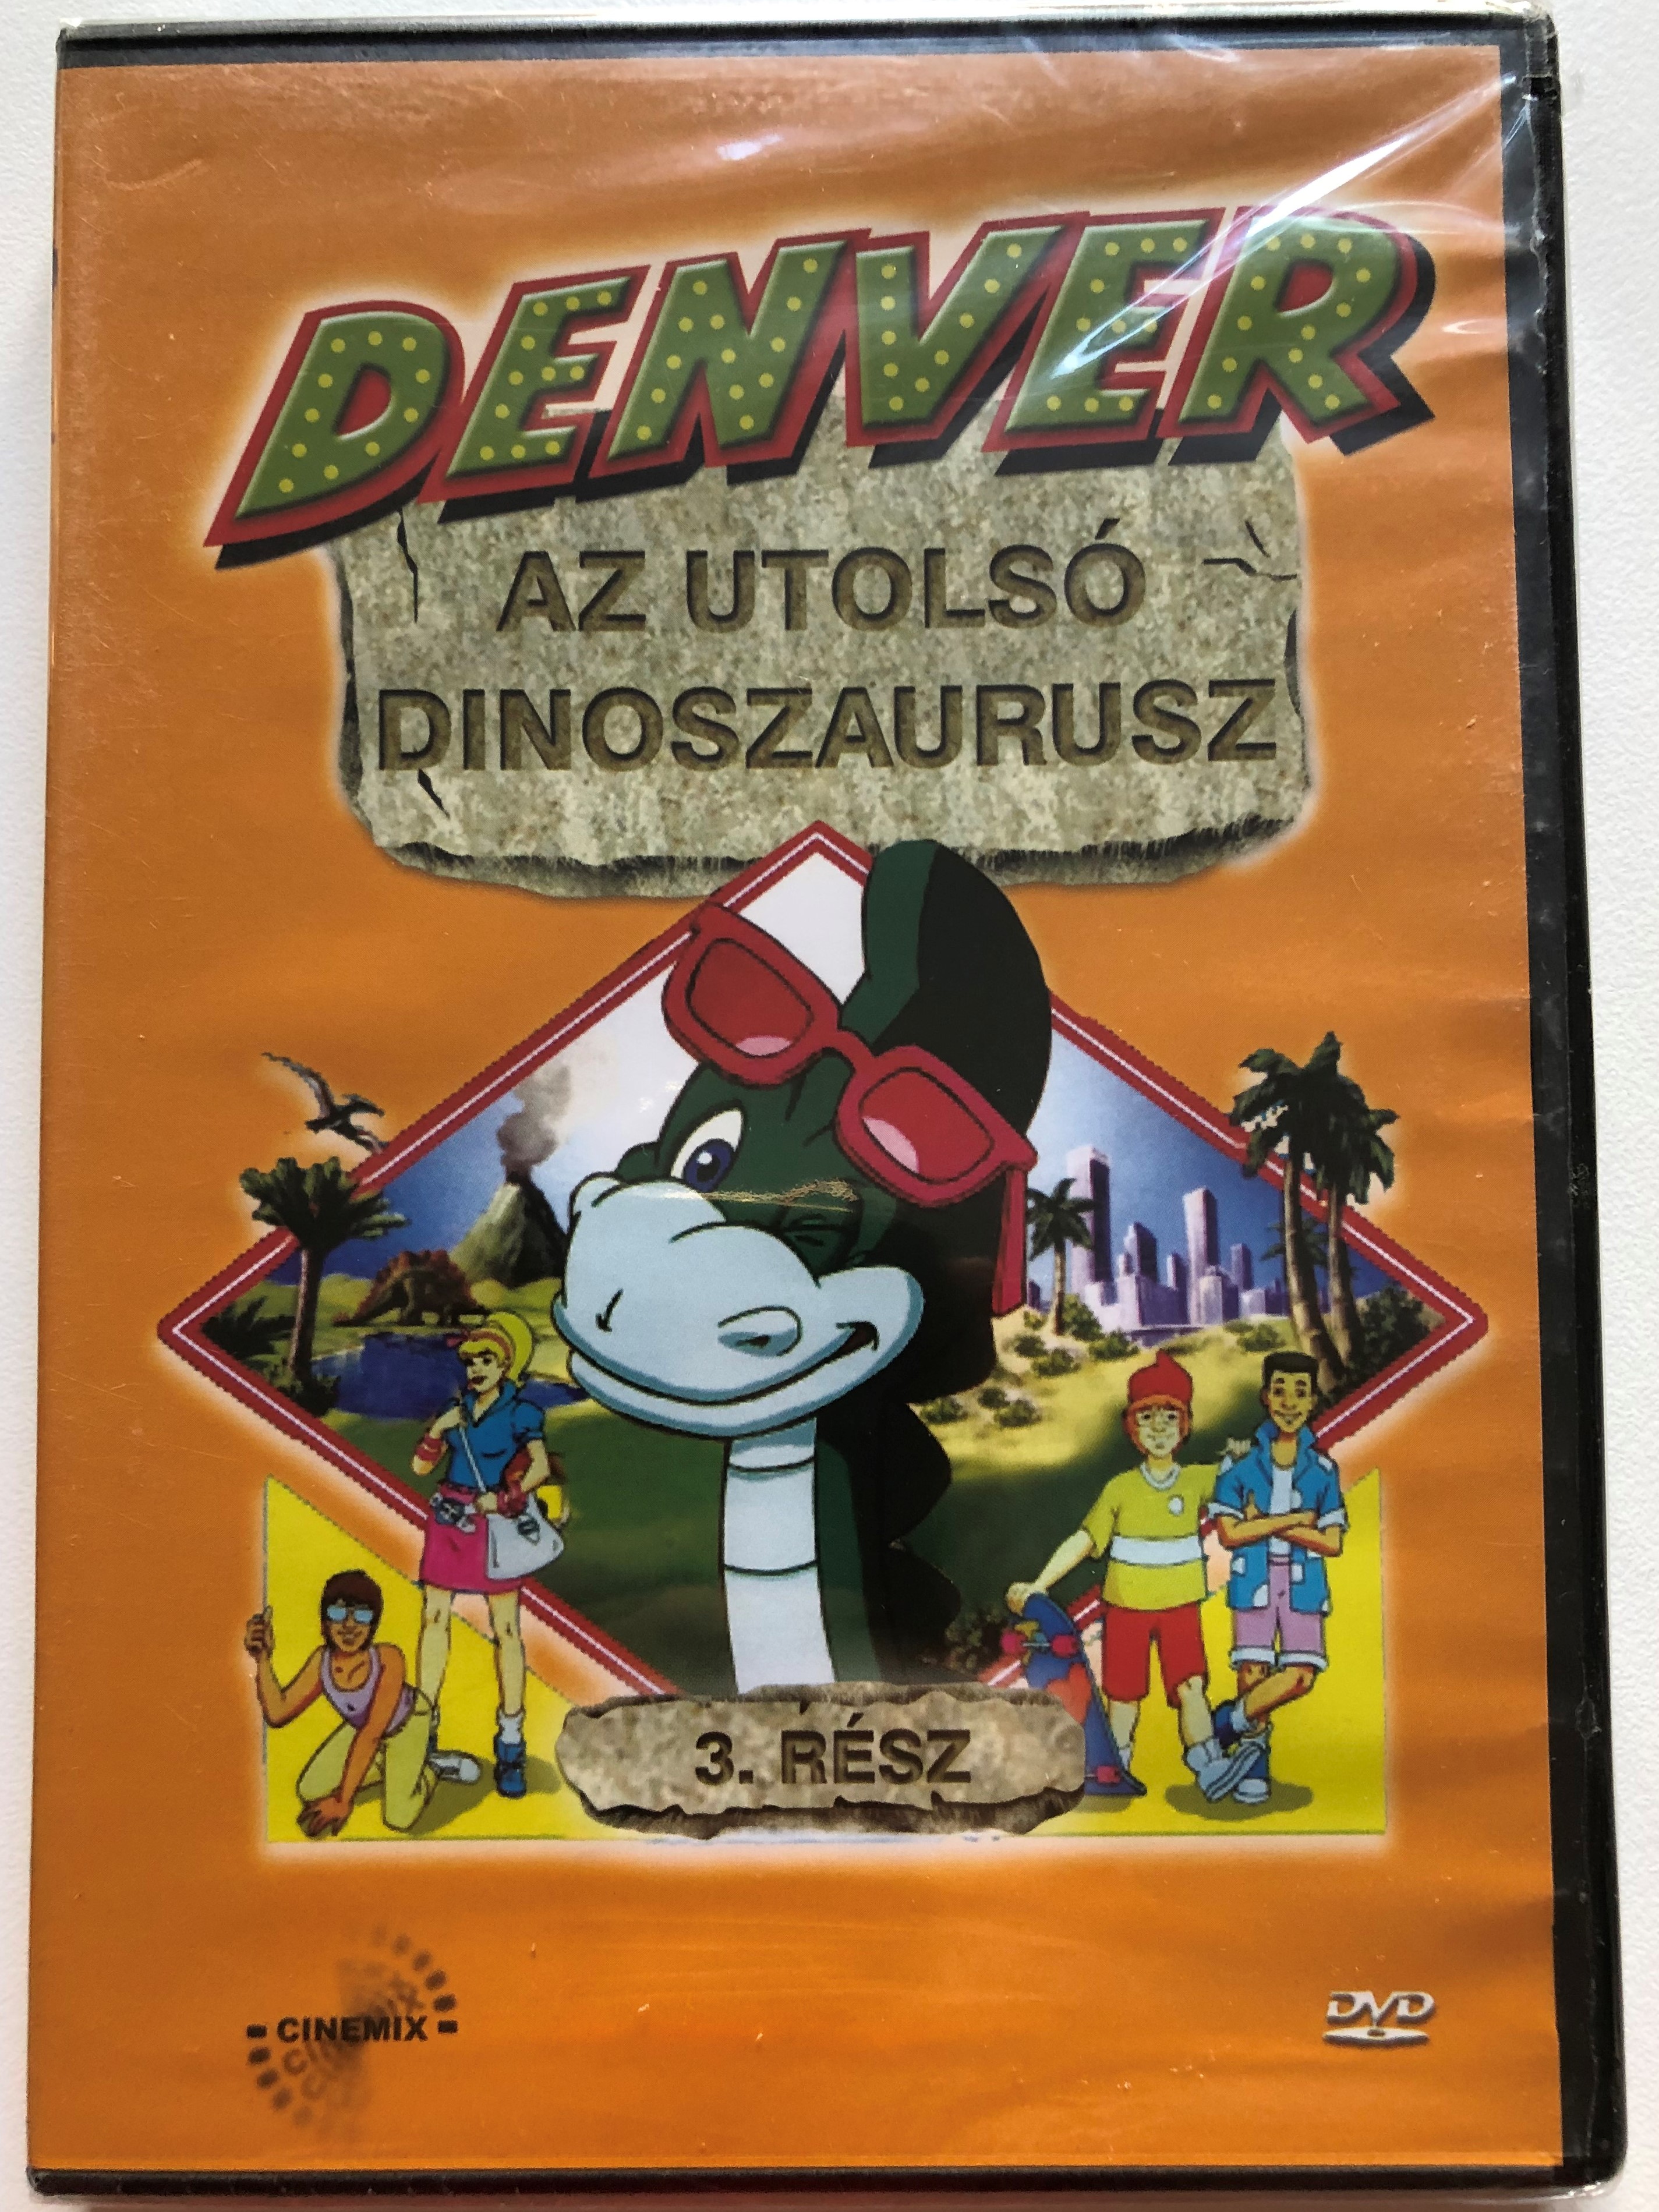 DENVER
AZ UTOLSÓ
DINOSZAURUSZ
3. RÉSZ
CINEMIX
DVD